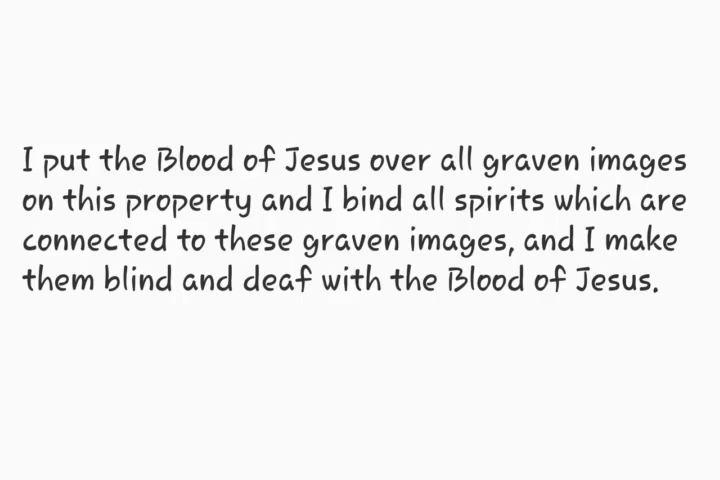 I put the Blood of Jesus over all graven images
on this property and I bind all spirits which are
connected to these graven images, and I make
them blind and deaf with the Blood of Jesus.